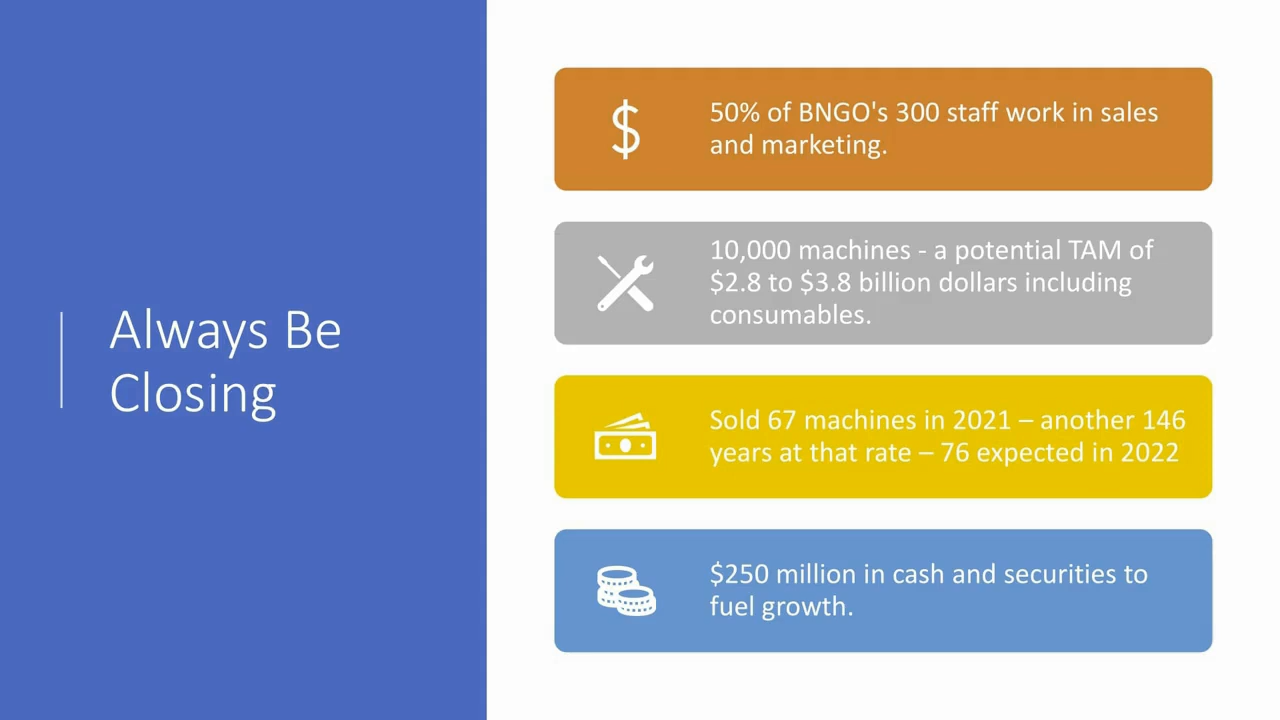 Always Be
Closing
$
50% of BNGO's 300 staff work in sales
and marketing.
10,000 machines - a potential TAM of
$2.8 to $3.8 billion dollars including
consumables.
Sold 67 machines in 2021 – another 146
years at that rate – 76 expected in 2022
$250 million in cash and securities to
fuel growth.